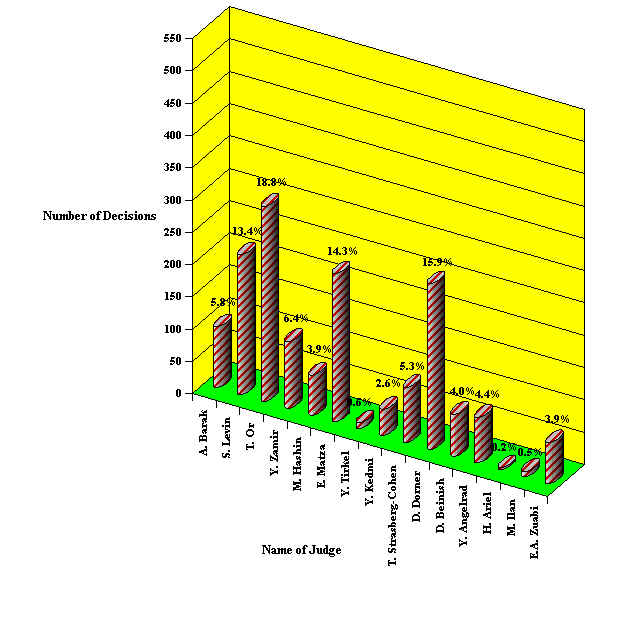 550
500
450
400
350
300
250
200
150
100
50
0
Number of Decisions
5.8%
13.4%
18.8%
6.4%
3.9%
14.3%
0.6%
2.6%
5.3%
15.9%
4.0%
4.4%
0.2%
0.5%
3.9%
A. Barak
S. Levin
T. Or
Y. Zamir
M. Hashin
E. Matza
Y. Tirkel
Y. Kedmi
T. Strasberg-Cohen
D. Dorner
D. Beinish
Y. Angelrad
H. Ariel
M. Ilan
E.A. Zuabi
Name of Judge